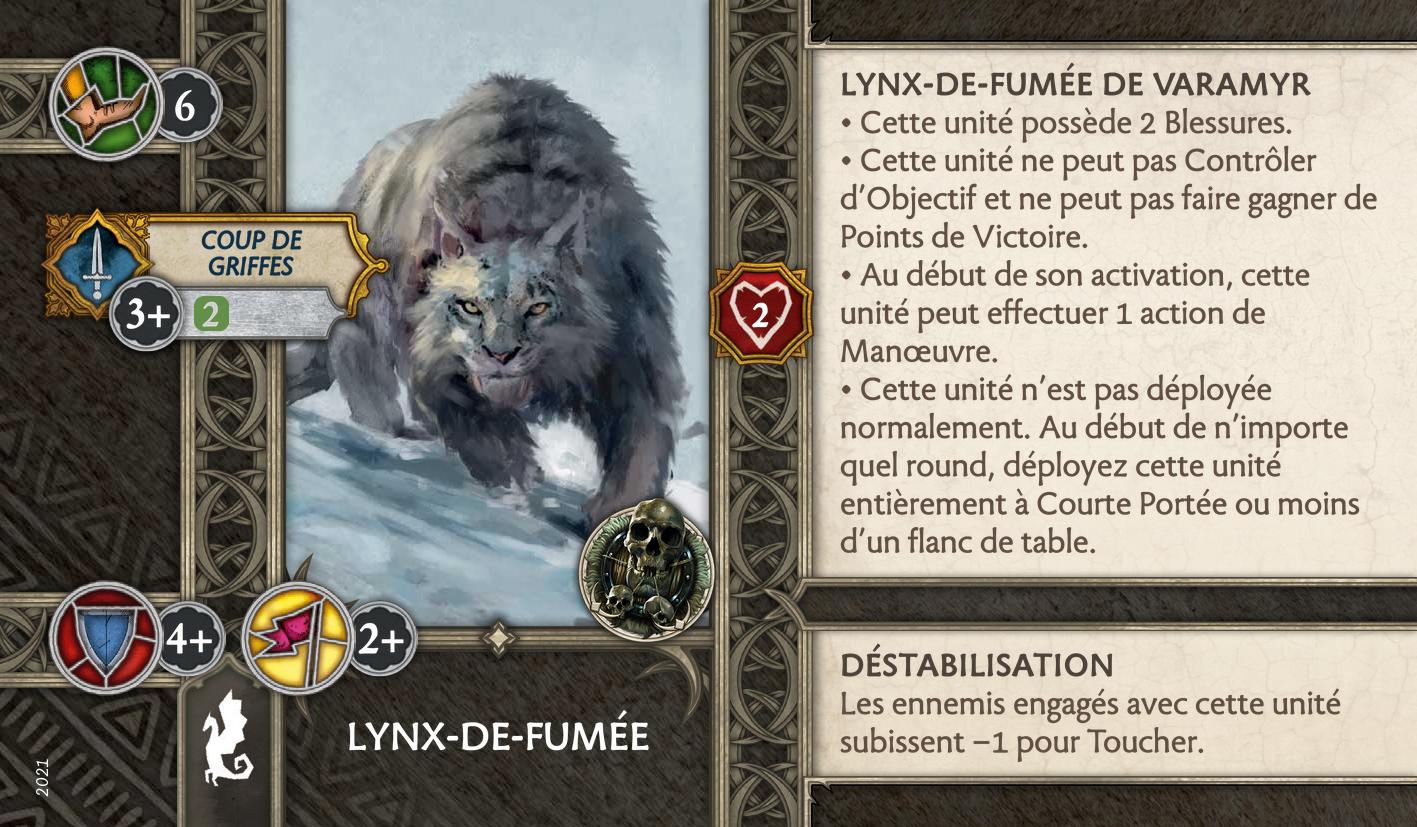 6
COUP DE
GRIFFES
3+
2
4+
2+
LYNX-DE-FUMÉE
2021
2
LYNX-DE-FUMÉE DE VARAMYR
• Cette unité possède 2 Blessures.
• Cette unité ne peut pas Contrôler
d’Objectif et ne peut pas faire gagner de
Points de Victoire.
• Au début de son activation, cette
unité peut effectuer 1 action de
Manœuvre.
• Cette unité n’est pas déployée
normalement. Au début de n’importe
quel round, déployez cette unité
entièrement à Courte Portée ou moins
d’un flanc de table.
DÉSTABILISATION
Les ennemis engagés avec cette unité
subissent −1 pour Toucher.